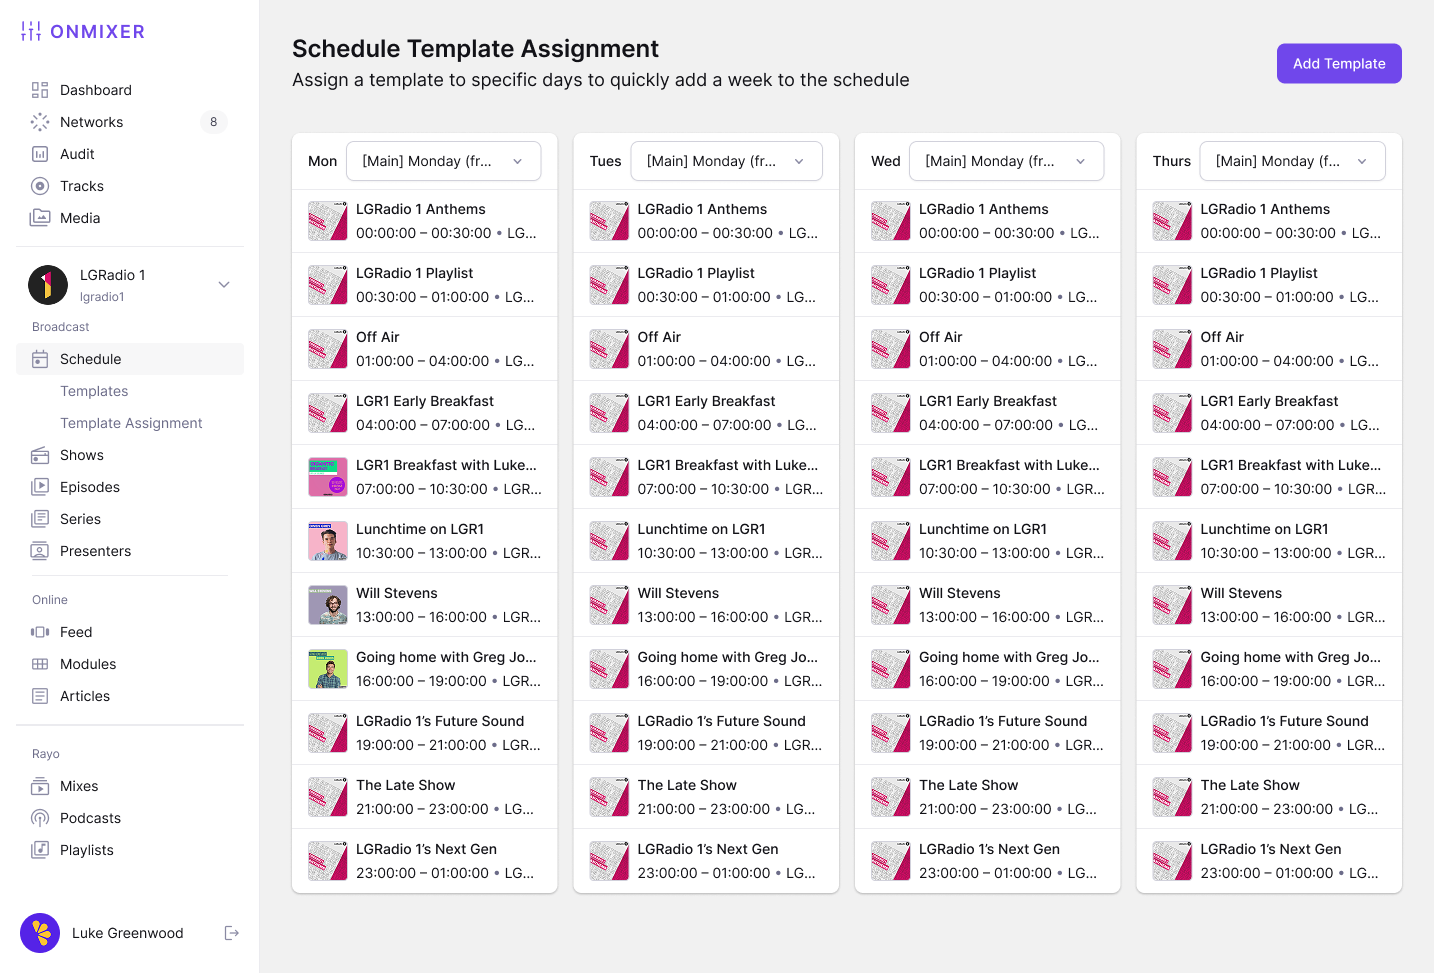 ONMIXER
Dashboard
Networks 8
Audit
Tracks
Media
LGRadio 1
lgradio1
Broadcast
Schedule
Templates
Template Assignment
Shows
Episodes
Series
Presenters
Online
Feed
Modules
Articles
Rayo
Mixes
Podcasts
Playlists
Luke Greenwood
Schedule Template Assignment
Assign a template to specific days to quickly add a week to the schedule
Add Template
Mon [Main] Monday (fr...
LGRadio 1 Anthems
00:00:00 – 00:30:00 • LG...
LGRadio 1 Playlist
00:30:00 – 01:00:00 • LG...
Off Air
01:00:00 – 04:00:00 • LG...
LGR1 Early Breakfast
04:00:00 – 07:00:00 • LG...
LGR1 Breakfast with Luke...
07:00:00 – 10:30:00 • LGR...
Lunchtime on LGR1
10:30:00 – 13:00:00 • LGR...
Will Stevens
13:00:00 – 16:00:00 • LGR...
Going home with Greg Jo...
16:00:00 – 19:00:00 • LGR...
LGRadio 1's Future Sound
19:00:00 – 21:00:00 • LGR...
The Late Show
21:00:00 – 23:00:00 • LG...
LGRadio 1's Next Gen
23:00:00 – 01:00:00 • LG...
Tues [Main] Monday (fr...
LGRadio 1 Anthems
00:00:00 – 00:30:00 • LG...
LGRadio 1 Playlist
00:30:00 – 01:00:00 • LG...
Off Air
01:00:00 – 04:00:00 • LG...
LGR1 Early Breakfast
04:00:00 – 07:00:00 • LG...
LGR1 Breakfast with Luke...
07:00:00 – 10:30:00 • LGR...
Lunchtime on LGR1
10:30:00 – 13:00:00 • LGR...
Will Stevens
13:00:00 – 16:00:00 • LGR...
Going home with Greg Jo...
16:00:00 – 19:00:00 • LGR...
LGRadio 1's Future Sound
19:00:00 – 21:00:00 • LGR...
The Late Show
21:00:00 – 23:00:00 • LG...
LGRadio 1's Next Gen
23:00:00 – 01:00:00 • LG...
Wed [Main] Monday (fr...
LGRadio 1 Anthems
00:00:00 – 00:30:00 • LG...
LGRadio 1 Playlist
00:30:00 – 01:00:00 • LG...
Off Air
01:00:00 – 04:00:00 • LG...
LGR1 Early Breakfast
04:00:00 – 07:00:00 • LG...
LGR1 Breakfast with Luke...
07:00:00 – 10:30:00 • LGR...
Lunchtime on LGR1
10:30:00 – 13:00:00 • LGR...
Will Stevens
13:00:00 – 16:00:00 • LGR...
Going home with Greg Jo...
16:00:00 – 19:00:00 • LGR...
LGRadio 1's Future Sound
19:00:00 – 21:00:00 • LGR...
The Late Show
21:00:00 – 23:00:00 • LG...
LGRadio 1's Next Gen
23:00:00 – 01:00:00 • LG...
Thurs [Main] Monday (f...
LGRadio 1 Anthems
00:00:00 – 00:30:00 • LG...
LGRadio 1 Playlist
00:30:00 – 01:00:00 • LG...
Off Air
01:00:00 – 04:00:00 • LG...
LGR1 Early Breakfast
04:00:00 – 07:00:00 • LG...
LGR1 Breakfast with Luke...
07:00:00 – 10:30:00 • LGR...
Lunchtime on LGR1
10:30:00 – 13:00:00 • LGR...
Will Stevens
13:00:00 – 16:00:00 • LGR...
Going home with Greg Jo...
16:00:00 – 19:00:00 • LGR...
LGRadio 1's Future Sound
19:00:00 – 21:00:00 • LGR...
The Late Show
21:00:00 – 23:00:00 • LG...
LGRadio 1's Next Gen
23:00:00 – 01:00:00 • LG...